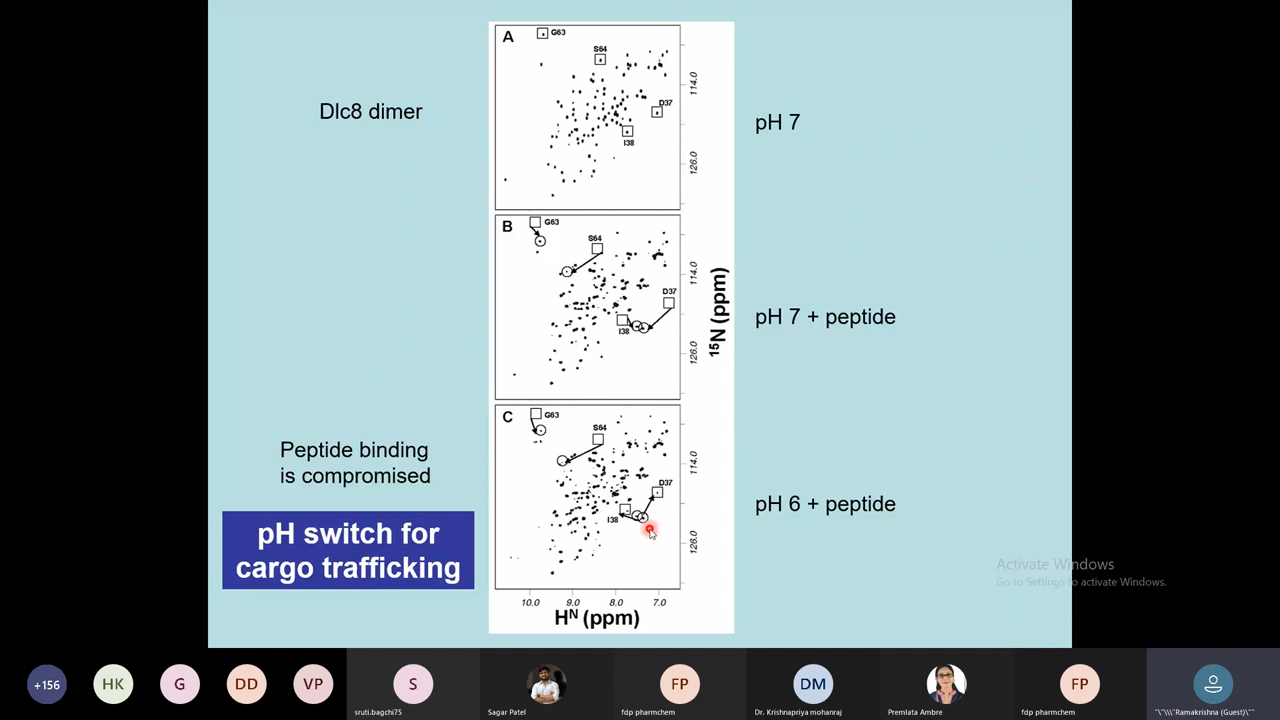 Dlc8 dimer
A
G63
S64
D37
I38
114.0
126.0
pH 7
B
G63
S64
D37
I38
114.0
126.0
15N (ppm)
pH 7 + peptide
Peptide binding
is compromised
pH switch for
cargo trafficking
C
G63
S64
D37
I38
114.0
126.0
pH 6 + peptide
10.0 9.0 8.0 7.0
HN (ppm)
Activate Windows
Go to Settings to activate Windows.
+156
HK
G
DD
VP
S
sruti.bagchi75
Sagar Patel
FP
fdp pharmchem
DM
Dr. Krishnapriya mohanraj
Premlata Ambre
FP
fdp pharmchem
"\"\\\"Ramakrishna (Guest)\""